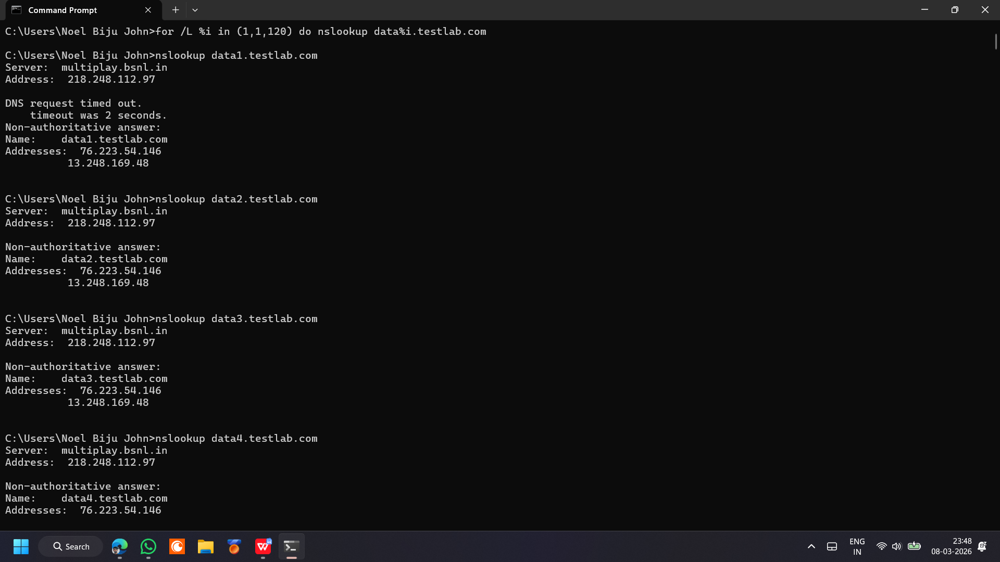 Command Prompt
C:\Users\Noel Biju John>for /L %i in (1,1,120) do nslookup data%i.testlab.com
C:\Users\Noel Biju John>nslookup data1.testlab.com
Server:  multiplay.bsnl.in
Address:  218.248.112.97
DNS request timed out.
    timeout was 2 seconds.
Non-authoritative answer:
Name:    data1.testlab.com
Addresses:  76.223.54.146
          13.248.169.48
C:\Users\Noel Biju John>nslookup data2.testlab.com
Server:  multiplay.bsnl.in
Address:  218.248.112.97
Non-authoritative answer:
Name:    data2.testlab.com
Addresses:  76.223.54.146
          13.248.169.48
C:\Users\Noel Biju John>nslookup data3.testlab.com
Server:  multiplay.bsnl.in
Address:  218.248.112.97
Non-authoritative answer:
Name:    data3.testlab.com
Addresses:  76.223.54.146
          13.248.169.48
C:\Users\Noel Biju John>nslookup data4.testlab.com
Server:  multiplay.bsnl.in
Address:  218.248.112.97
Non-authoritative answer:
Name:    data4.testlab.com
Addresses:  76.223.54.146
Search
ENG
IN
23:48
08-03-2026